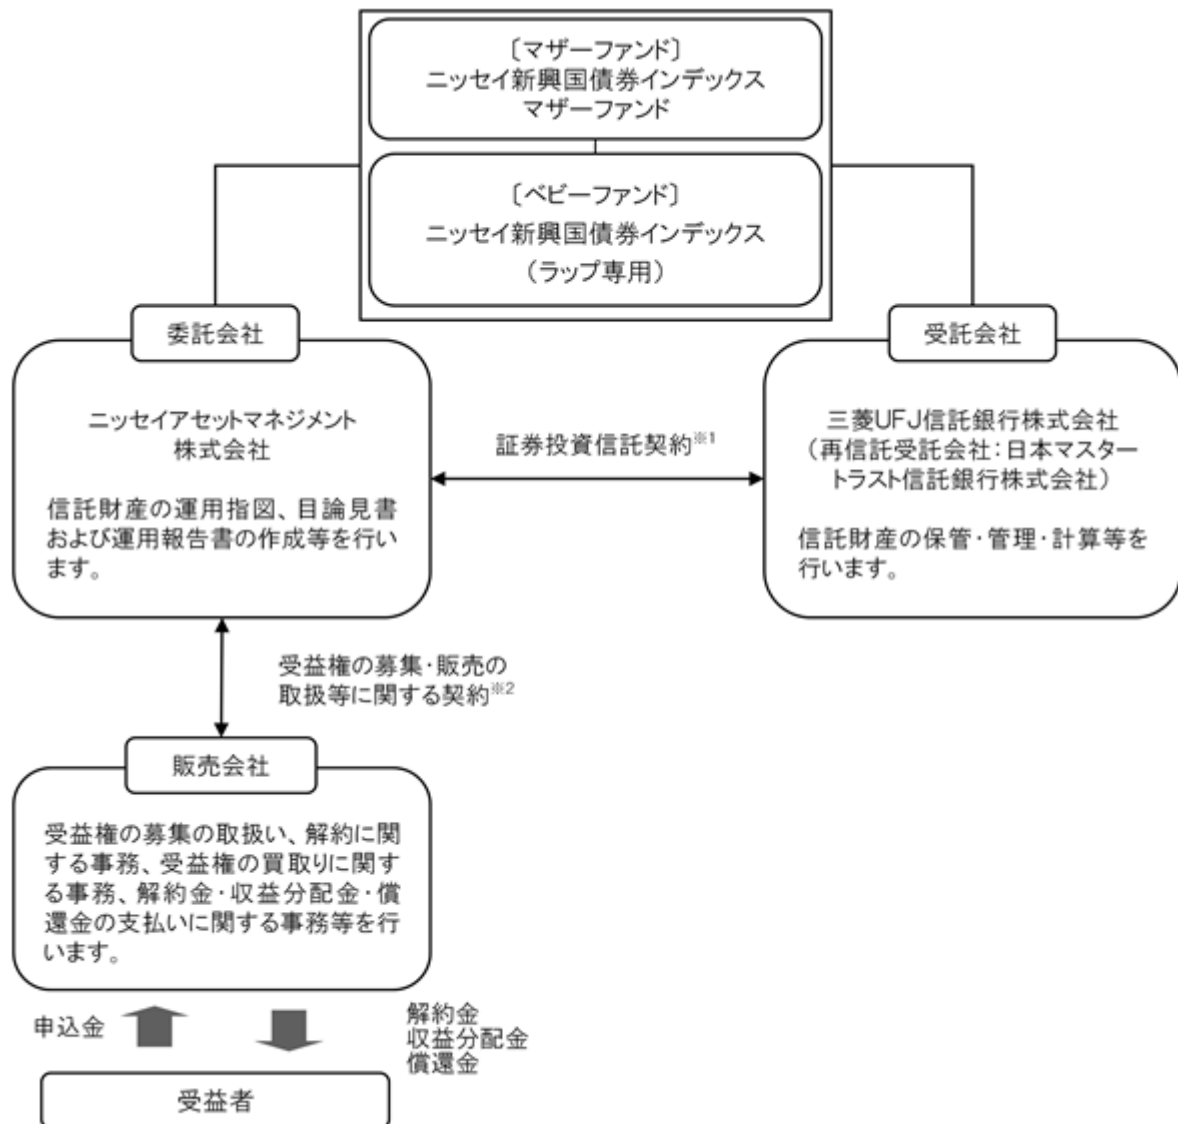 〔マザーファンド〕
ニッセイ新興国債券インデックス
マザーファンド
〔ベビーファンド〕
ニッセイ新興国債券インデックス
（ラップ専用）
委託会社
ニッセイアセットマネジメント
株式会社
信託財産の運用指図、目論見書
および運用報告書の作成等を行い
ます。
証券投資信託契約※1
受託会社
三菱UFJ信託銀行株式会社
（再信託受託会社：日本マスター
トラスト信託銀行株式会社）
信託財産の保管・管理・計算等を
行います。
受益権の募集・販売の
取扱等に関する契約※2
販売会社
受益権の募集の取扱い、解約に関
する事務、受益権の買取りに関す
る事務、解約金・収益分配金・償
還金の支払いに関する事務等を行
います。
申込金
解約金
収益分配金
償還金
受益者